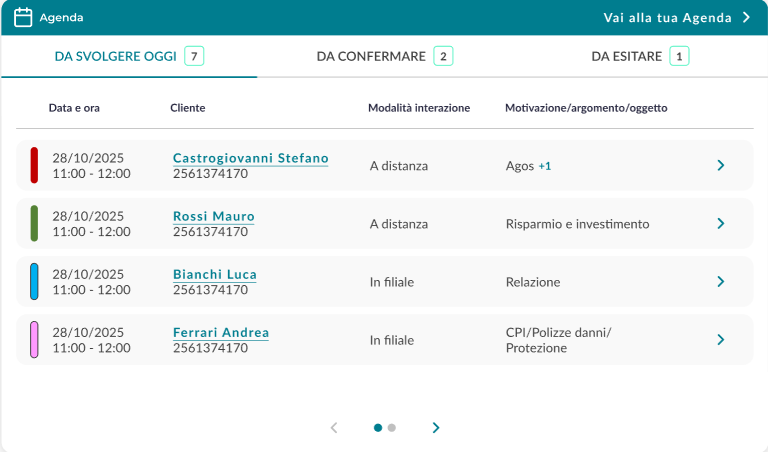 Agenda
Vai alla tua Agenda
DA SVOLGERE OGGI 7
DA CONFERMARE 2
DA ESITARE 1
Data e ora
Cliente
Modalità interazione
Motivazione/argomento/oggetto
28/10/2025
11:00 - 12:00
Castrogiovanni Stefano
2561374170
A distanza
Agos +1
28/10/2025
11:00 - 12:00
Rossi Mauro
2561374170
A distanza
Risparmio e investimento
28/10/2025
11:00 - 12:00
Bianchi Luca
2561374170
In filiale
Relazione
28/10/2025
11:00 - 12:00
Ferrari Andrea
2561374170
In filiale
CPI/Polizze danni/
Protezione